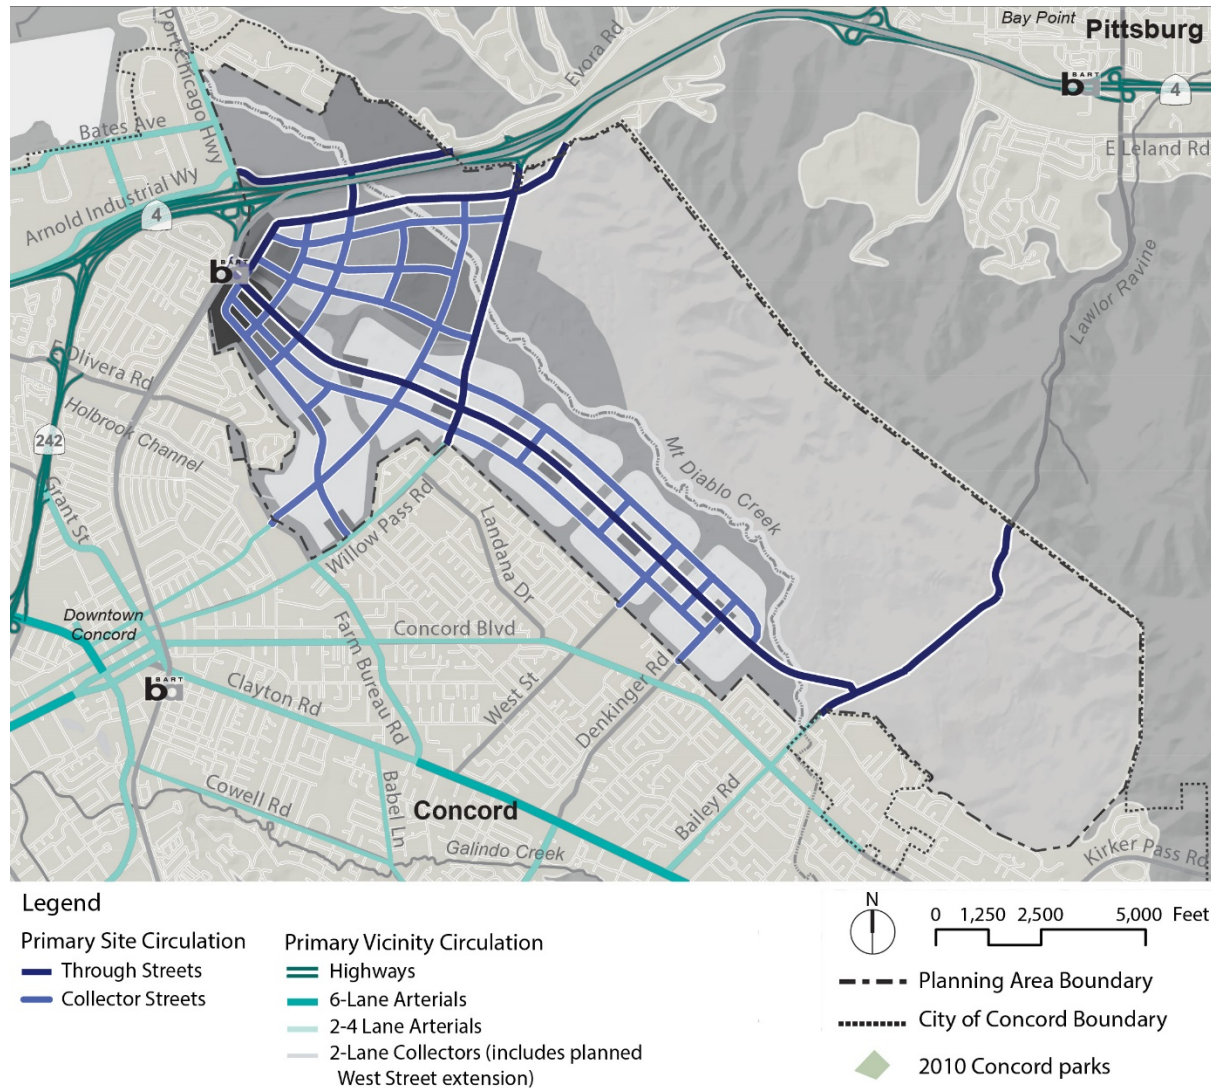 Bay Point
Pittsburg
Port Chicago Hwy
Evora Rd
b BART
4
Bates Ave
E Leland Rd
Arnold Industrial Wy
4
b BART
Lawlor Ravine
E Olivera Rd
Holbrook Channel
242
Mt Diablo Creek
Grant St
Willow Pass Rd
Landana Dr
Downtown
Concord
Farm Bureau Rd
Concord Blvd
West St
Denkinger Rd
BART
ba
Clayton Rd
Cowell Rd
Babel Ln
Concord
Bailey Rd
Galindo Creek
Kirker Pass Rd
Legend
Primary Site Circulation
Through Streets
Collector Streets
Primary Vicinity Circulation
Highways
6-Lane Arterials
2-4 Lane Arterials
2-Lane Collectors (includes planned
West Street extension)
N
0 1,250 2,500 5,000 Feet
Planning Area Boundary
City of Concord Boundary
2010 Concord parks